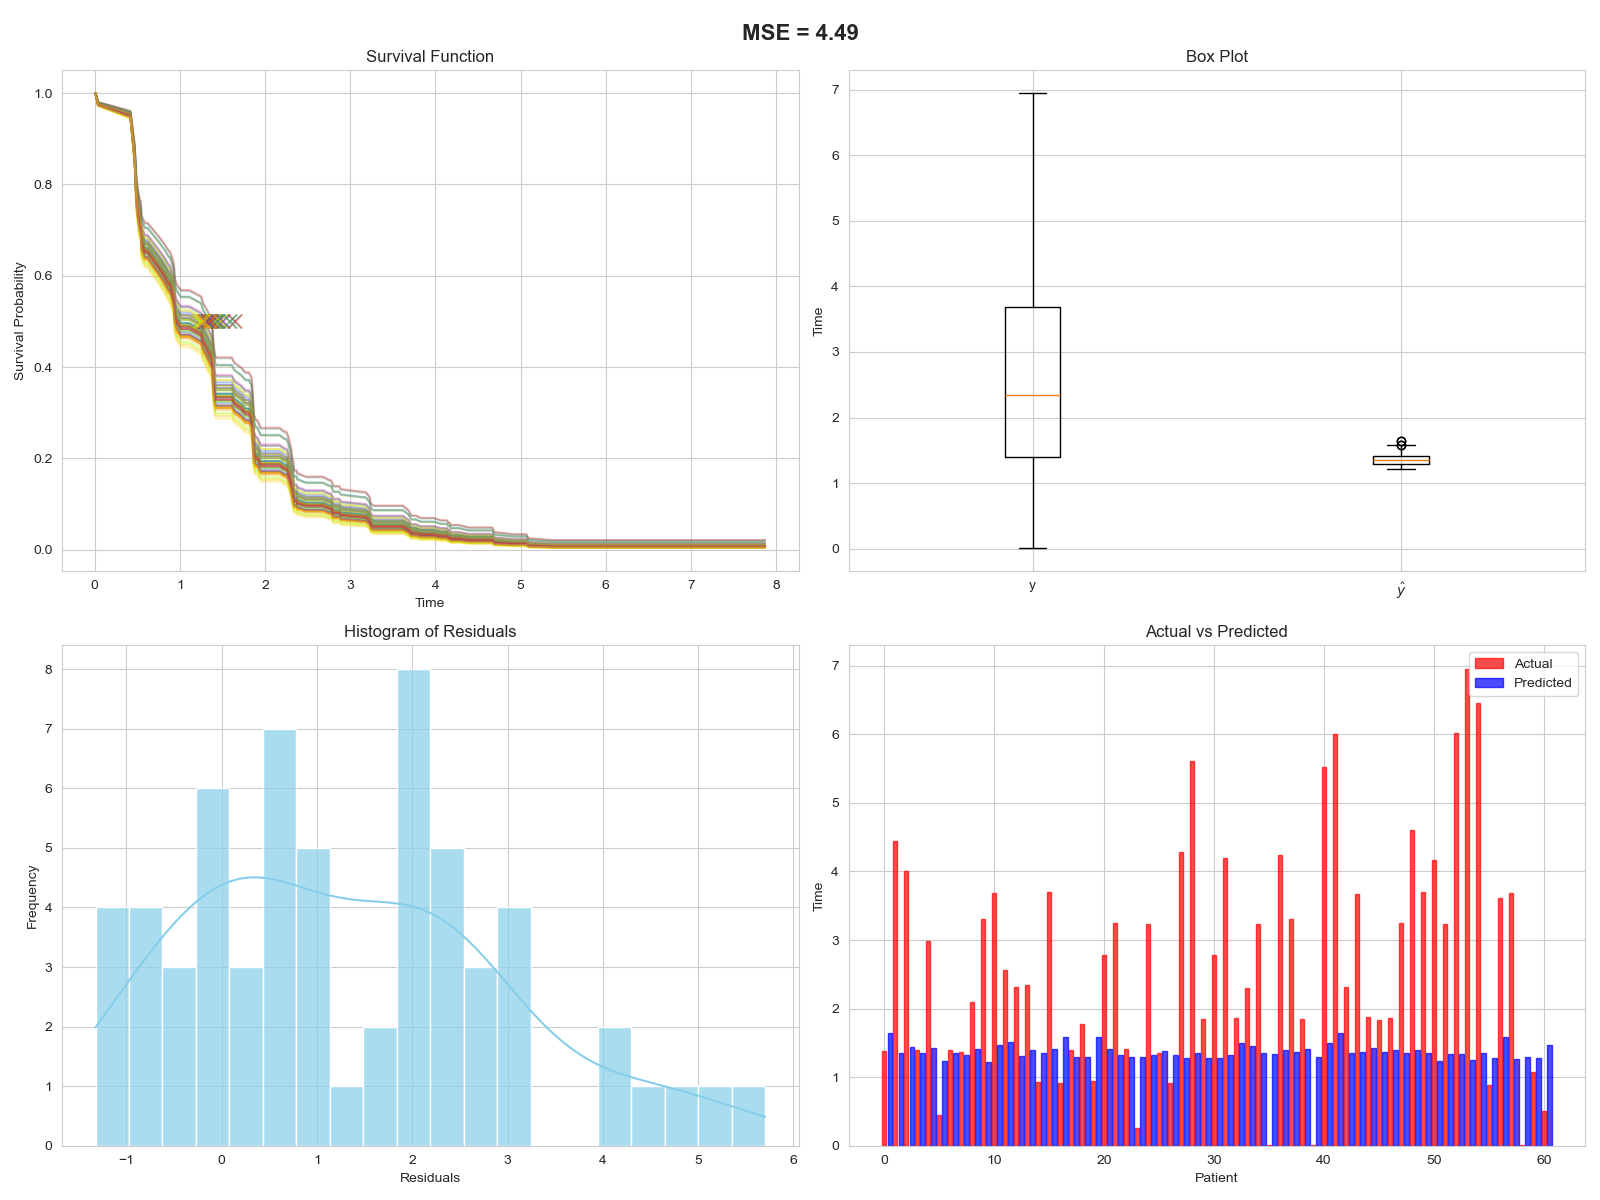 MSE = 4.49
Survival Function
1.0
0.8
0.6
0.4
0.2
0.0
Survival Probability
0 1 2 3 4 5 6 7 8
Time
Box Plot
7
6
5
4
3
2
1
0
Time
y ŷ
Histogram of Residuals
8
7
6
5
4
3
2
1
0
Frequency
−1 0 1 2 3 4 5 6
Residuals
Actual vs Predicted
Actual
Predicted
7
6
5
4
3
2
1
0
Time
0 10 20 30 40 50 60
Patient